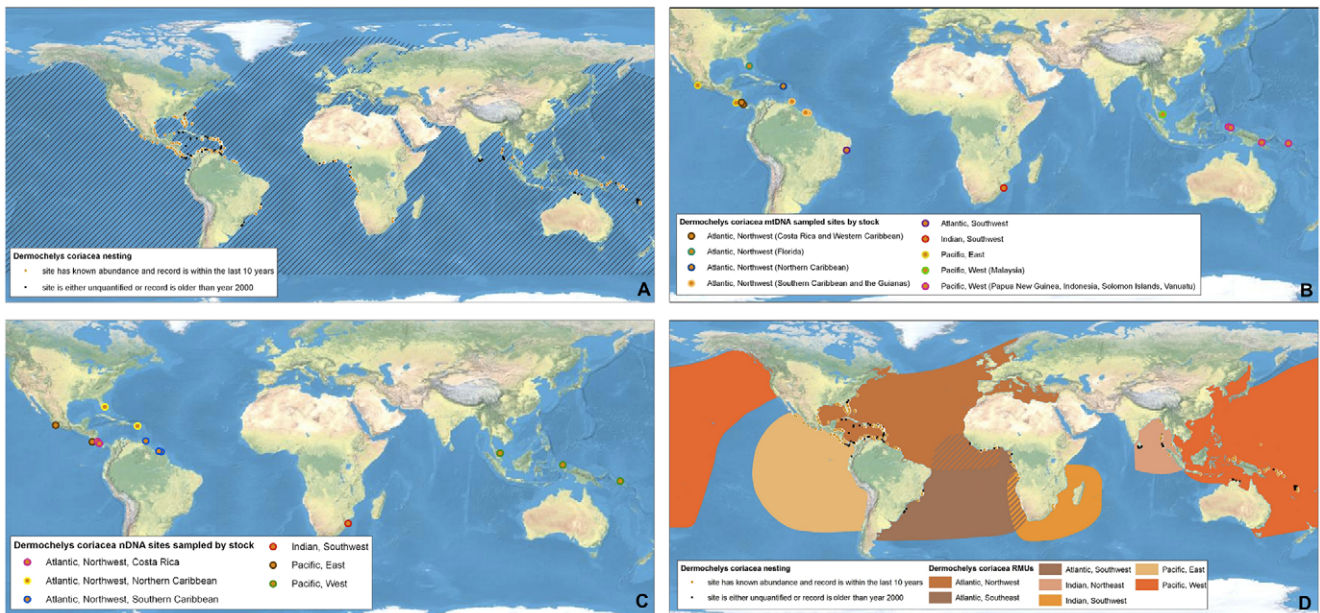 Dermochelys coriacea nesting
site has known abundance and record is within the last 10 years
site is either unquantified or record is older than year 2000
A
Dermochelys coriacea mtDNA sampled sites by stock
Atlantic, Northwest (Costa Rica and Western Caribbean)
Atlantic, Northwest (Florida)
Atlantic, Northwest (Northern Caribbean)
Atlantic, Northwest (Southern Caribbean and the Guianas)
Atlantic, Southwest
Indian, Southwest
Pacific, East
Pacific, West (Malaysia)
Pacific, West (Papua New Guinea, Indonesia, Solomon Islands, Vanuatu)
B
Dermochelys coriacea nDNA sites sampled by stock
Atlantic, Northwest, Costa Rica
Atlantic, Northwest, Northern Caribbean
Atlantic, Northwest, Southern Caribbean
Indian, Southwest
Pacific, East
Pacific, West
C
Dermochelys coriacea nesting
site has known abundance and record is within the last 10 years
site is either unquantified or record is older than year 2000
Dermochelys coriacea RMUs
Atlantic, Northwest
Atlantic, Southeast
Atlantic, Southwest
Indian, Northeast
Indian, Southwest
Pacific, East
Pacific, West
D